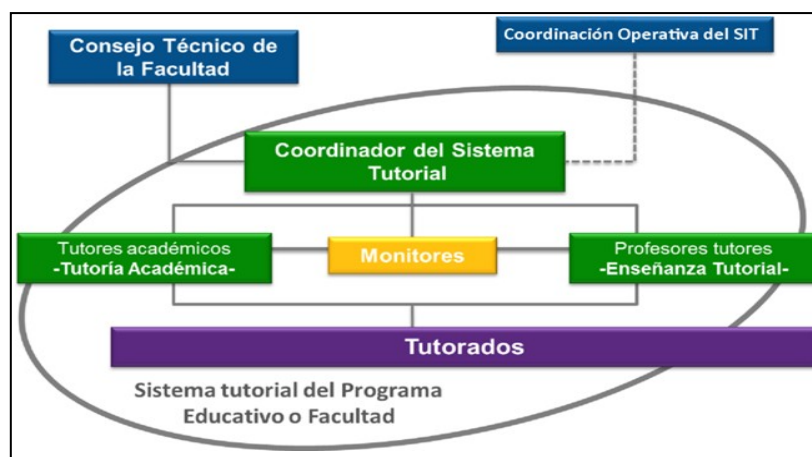 Consejo Técnico de
la Facultad
Coordinación Operativa del SIT
Coordinador del Sistema
Tutorial
Tutores académicos
-Tutoría Académica-
Monitores
Profesores tutores
-Enseñanza Tutorial-
Tutorados
Sistema tutorial del Programa
Educativo o Facultad